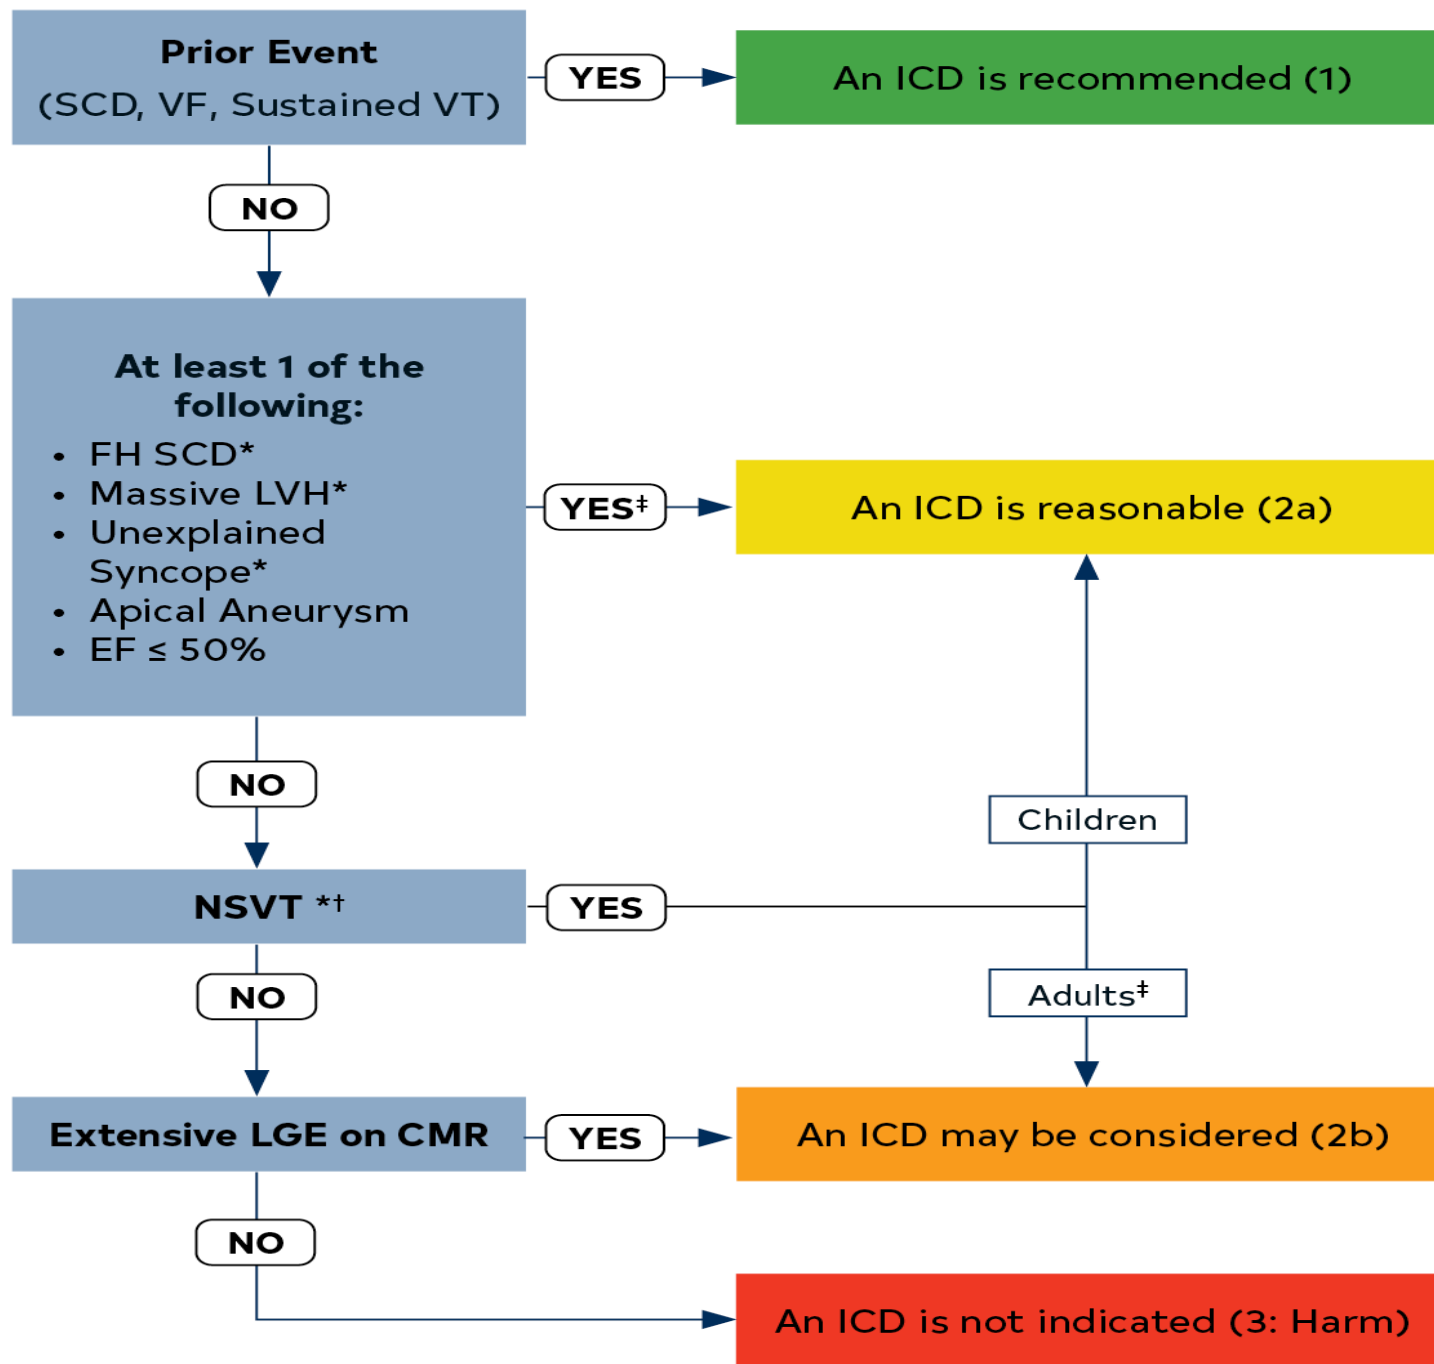 Prior Event
(SCD, VF, Sustained VT)
YES
An ICD is recommended (1)
NO
At least 1 of the
following:
• FH SCD*
• Massive LVH*
• Unexplained
Syncope*
• Apical Aneurysm
• EF ≤ 50%
YES‡
An ICD is reasonable (2a)
NO
Children
NSVT *†
YES
NO
Adults‡
Extensive LGE on CMR
YES
An ICD may be considered (2b)
NO
An ICD is not indicated (3: Harm)